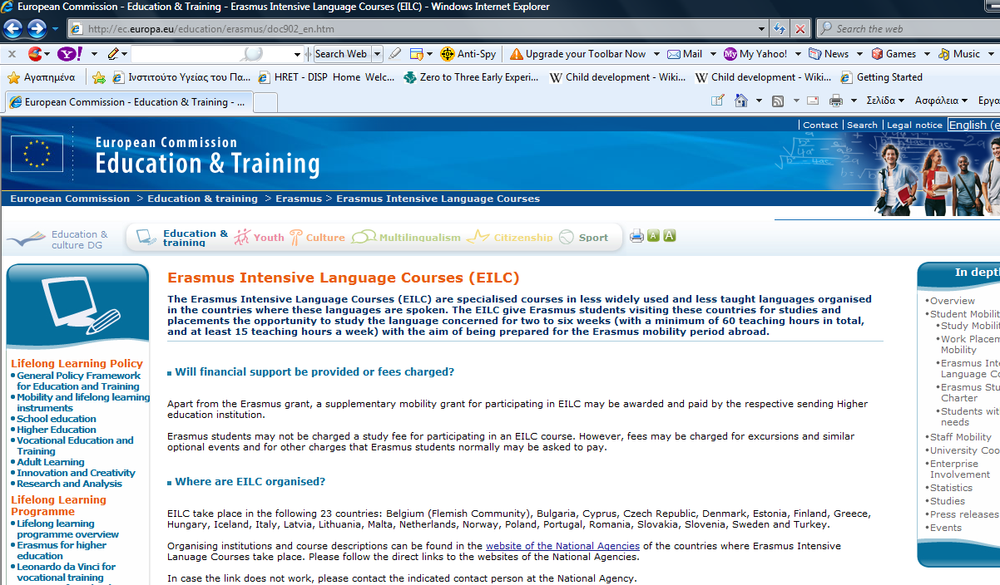 European Commission - Education & Training - Erasmus Intensive Language Courses (EILC) - Windows Internet Explorer
http://ec.europa.eu/education/erasmus/doc902_en.htm
Search the web
Search Web
Anti-Spy
Upgrade your Toolbar Now
Mail
My Yahoo!
News
Games
Music
Αγαπημένα
Ινστιτούτο Υγείας του Πα...
HRET - DISP Home Welc...
Zero to Three Early Experi...
Child development - Wiki...
Child development - Wiki...
Getting Started
European Commission - Education & Training - ...
Σελίδα
Ασφάλεια
Εργα
Contact | Search | Legal notice
English (e
European Commission
Education & Training
European Commission > Education & training > Erasmus > Erasmus Intensive Language Courses
Education &
culture DG
Education &
training
Youth
Culture
Multilingualism
Citizenship
Sport
A
A
Lifelong Learning Policy
General Policy Framework
for Education and Training
Mobility and lifelong learning
instruments
School education
Higher Education
Vocational Education and
Training
Adult Learning
Innovation and Creativity
Research and Analysis
Lifelong Learning
Programme
Lifelong learning
programme overview
Erasmus for higher
education
Leonardo da Vinci for
vocational training
Erasmus Intensive Language Courses (EILC)
The Erasmus Intensive Language Courses (EILC) are specialised courses in less widely used and less taught languages organised
in the countries where these languages are spoken. The EILC give Erasmus students visiting these countries for studies and
placements the opportunity to study the language concerned for two to six weeks (with a minimum of 60 teaching hours in total,
and at least 15 teaching hours a week) with the aim of being prepared for the Erasmus mobility period abroad.
Will financial support be provided or fees charged?
Apart from the Erasmus grant, a supplementary mobility grant for participating in EILC may be awarded and paid by the respective sending Higher
education institution.
Erasmus students may not be charged a study fee for participating in an EILC course. However, fees may be charged for excursions and similar
optional events and for other charges that Erasmus students normally may be asked to pay.
Where are EILC organised?
EILC take place in the following 23 countries: Belgium (Flemish Community), Bulgaria, Cyprus, Czech Republic, Denmark, Estonia, Finland, Greece,
Hungary, Iceland, Italy, Latvia, Lithuania, Malta, Netherlands, Norway, Poland, Portugal, Romania, Slovakia, Slovenia, Sweden and Turkey.
Organising institutions and course descriptions can be found in the website of the National Agencies of the countries where Erasmus Intensive
Lanuage Courses take place. Please follow the direct links to the websites of the National Agencies.
In case the link does not work, please contact the indicated contact person at the National Agency.
In dept
Overview
Student Mobilit
Study Mobilit
Work Placem
Mobility
Erasmus Inte
Language Co
Erasmus Stu
Charter
Students wit
needs
Staff Mobility
University Coo
Enterprise
Involvement
Statistics
Studies
Press releases
Events